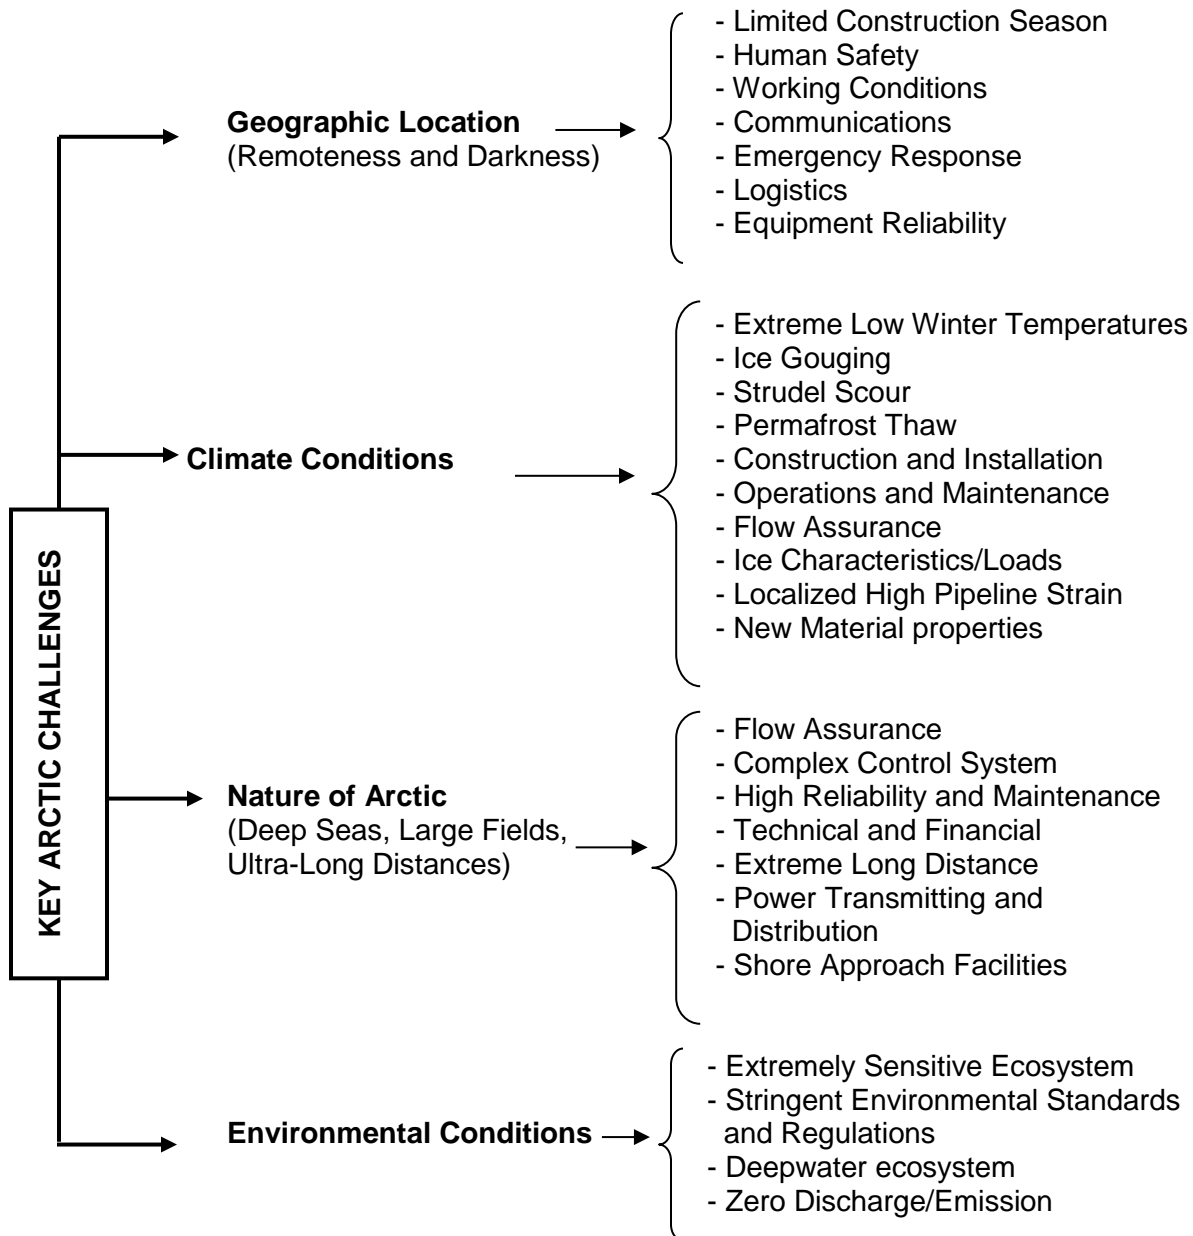 KEY ARCTIC CHALLENGES
Geographic Location
(Remoteness and Darkness)
- Limited Construction Season
- Human Safety
- Working Conditions
- Communications
- Emergency Response
- Logistics
- Equipment Reliability
Climate Conditions
- Extreme Low Winter Temperatures
- Ice Gouging
- Strudel Scour
- Permafrost Thaw
- Construction and Installation
- Operations and Maintenance
- Flow Assurance
- Ice Characteristics/Loads
- Localized High Pipeline Strain
- New Material properties
Nature of Arctic
(Deep Seas, Large Fields,
Ultra-Long Distances)
- Flow Assurance
- Complex Control System
- High Reliability and Maintenance
- Technical and Financial
- Extreme Long Distance
- Power Transmitting and
Distribution
- Shore Approach Facilities
Environmental Conditions
- Extremely Sensitive Ecosystem
- Stringent Environmental Standards
and Regulations
- Deepwater ecosystem
- Zero Discharge/Emission